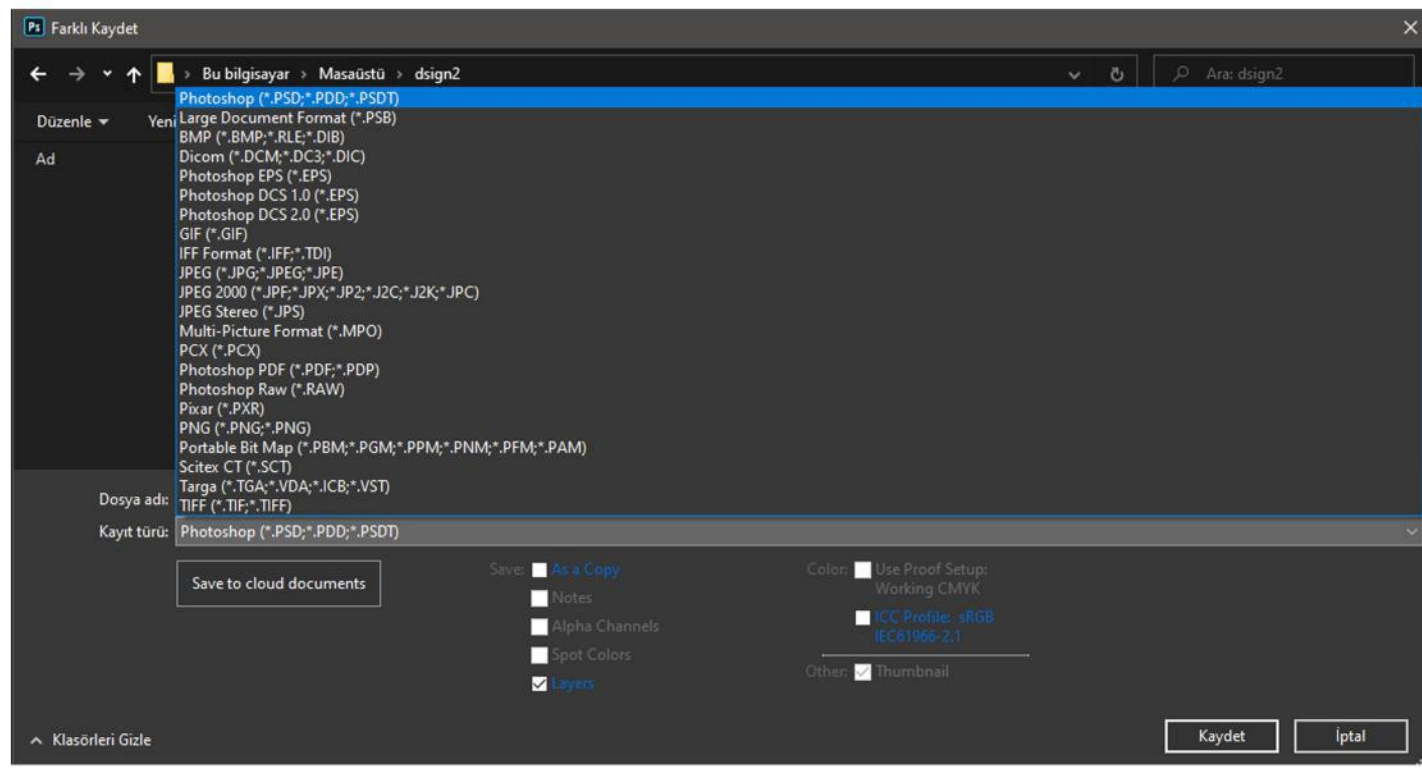 Ps Farklı Kaydet
Bu bilgisayar > Masaüstü > dsign2
Ara: dsign2
Düzenle
Yeni
Ad
Photoshop (*.PSD;*.PDD;*.PSDT)
Large Document Format (*.PSB)
BMP (*.BMP;*.RLE;*.DIB)
Dicom (*.DCM;*.DC3;*.DIC)
Photoshop EPS (*.EPS)
Photoshop DCS 1.0 (*.EPS)
Photoshop DCS 2.0 (*.EPS)
GIF (*.GIF)
IFF Format (*.IFF;*.TDI)
JPEG (*.JPG;*.JPEG;*.JPE)
JPEG 2000 (*.JPF;*.JPX;*.JP2;*.J2C;*.J2K;*.JPC)
JPEG Stereo (*.JPS)
Multi-Picture Format (*.MPO)
PCX (*.PCX)
Photoshop PDF (*.PDF;*.PDP)
Photoshop Raw (*.RAW)
Pixar (*.PXR)
PNG (*.PNG;*.PNG)
Portable Bit Map (*.PBM;*.PGM;*.PPM;*.PNM;*.PFM;*.PAM)
Scitex CT (*.SCT)
Targa (*.TGA;*.VDA;*.ICB;*.VST)
TIFF (*.TIF;*.TIFF)
Dosya adı:
Kayıt türü: Photoshop (*.PSD;*.PDD;*.PSDT)
Save to cloud documents
Save: As a Copy
Notes
Alpha Channels
Spot Colors
Layers
Color: Use Proof Setup:
Working CMYK
ICC Profile: sRGB
IEC61966-2.1
Other: Thumbnail
Klasörleri Gizle
Kaydet
İptal